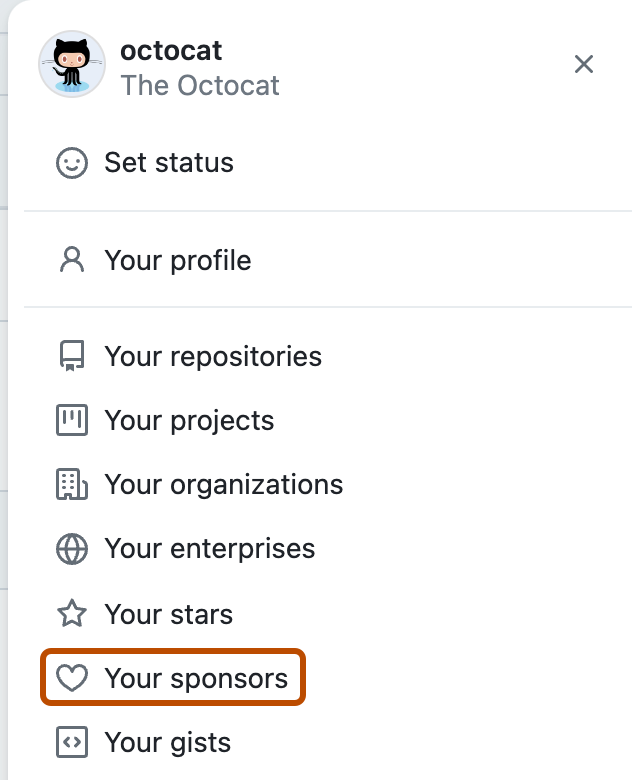 octocat
The Octocat
Set status
Your profile
Your repositories
Your projects
Your organizations
Your enterprises
Your stars
Your sponsors
Your gists